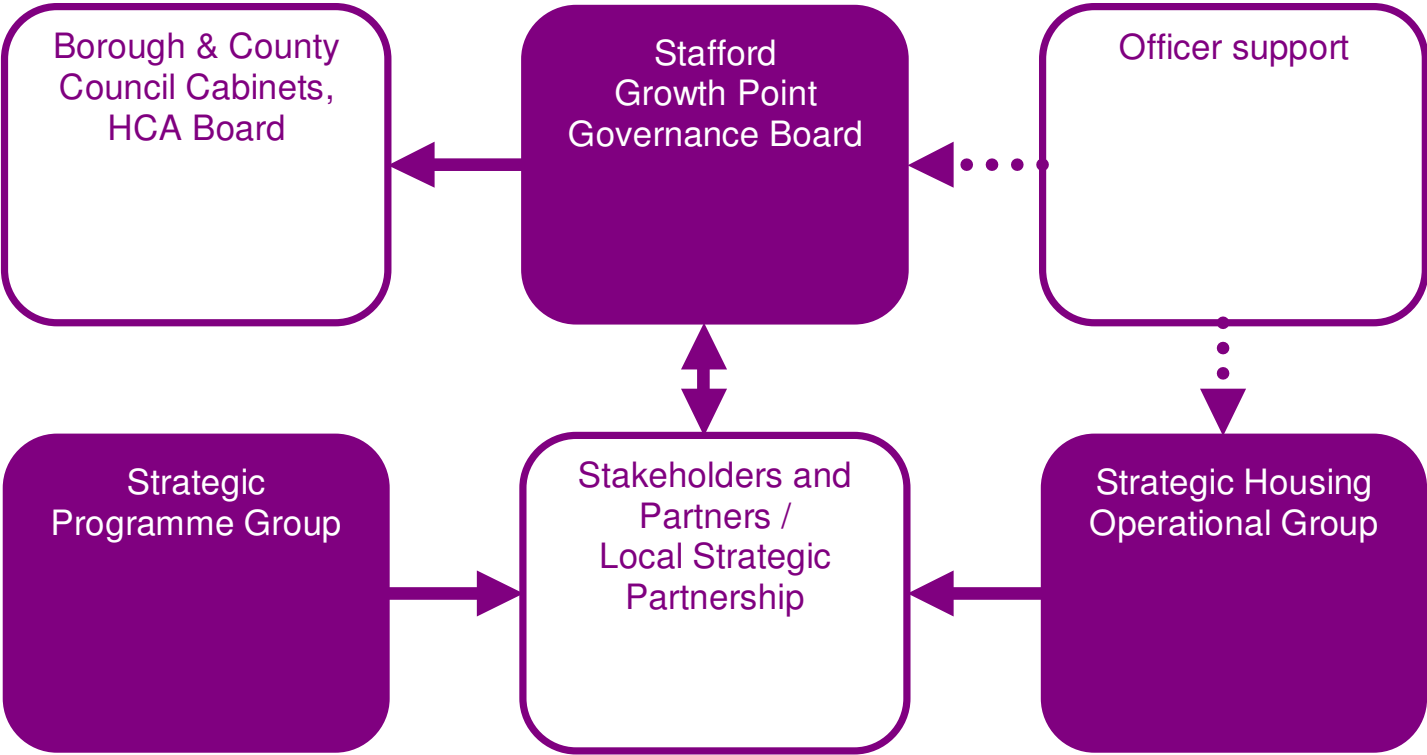 Borough & County
Council Cabinets,
HCA Board
Stafford
Growth Point
Governance Board
Officer support
Strategic
Programme Group
Stakeholders and
Partners /
Local Strategic
Partnership
Strategic Housing
Operational Group